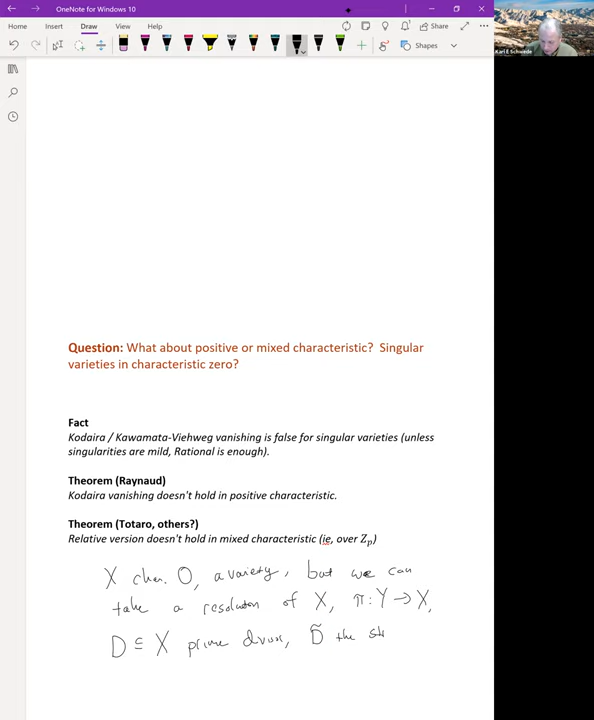 OneNote for Windows 10
Home Insert Draw View Help
Share
Shapes
Karl E Schwede
Question: What about positive or mixed characteristic? Singular
varieties in characteristic zero?
Fact
Kodaira / Kawamata-Viehweg vanishing is false for singular varieties (unless
singularities are mild, Rational is enough).
Theorem (Raynaud)
Kodaira vanishing doesn't hold in positive characteristic.
Theorem (Totaro, others?)
Relative version doesn't hold in mixed characteristic (ie, over Z_p)
X char. 0, a variety, but we can
take a resolution of X, π: Y → X,
D ⊆ X prime divisor, D̃ the st